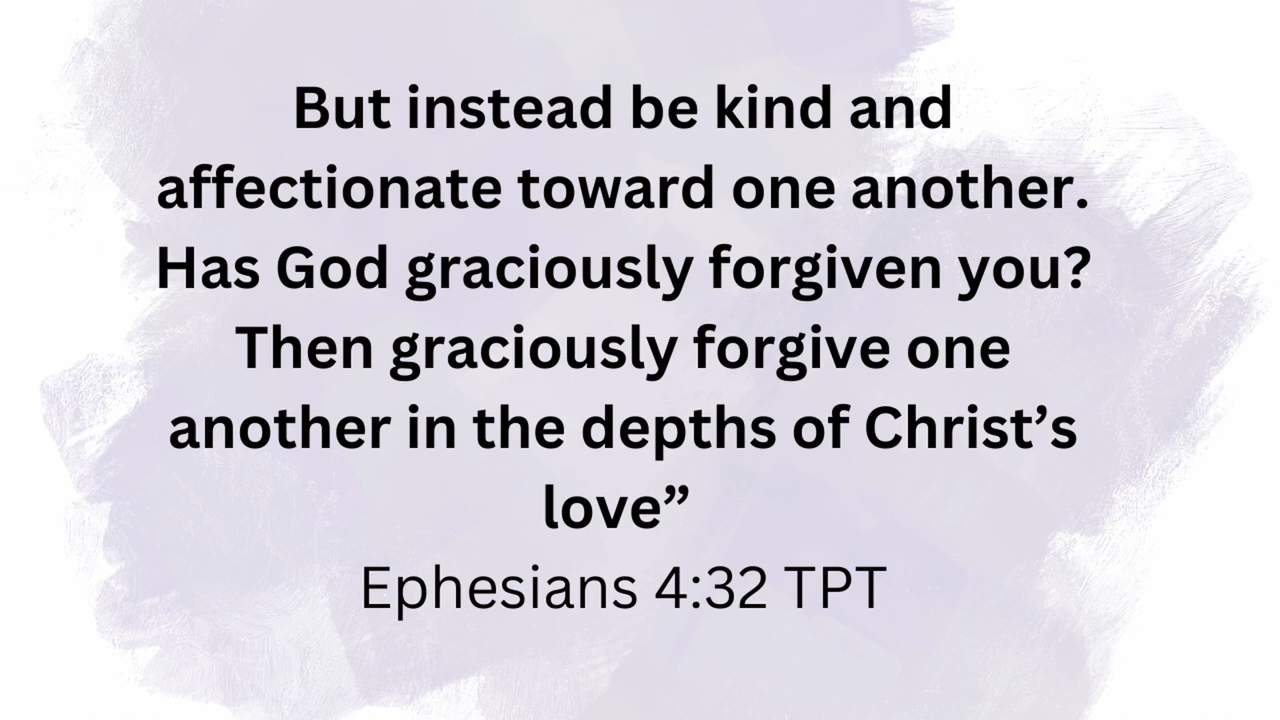 But instead be kind and
affectionate toward one another.
Has God graciously forgiven you?
Then graciously forgive one
another in the depths of Christ’s
love”
Ephesians 4:32 TPT